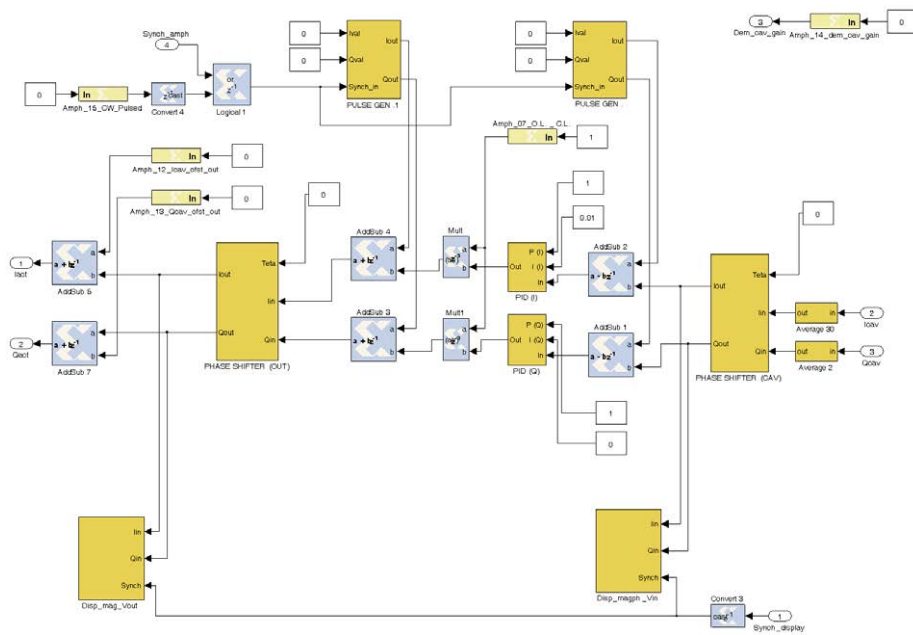 Synch_amph
4
0
In
Amph_15_CW_Pulsed
z⁻¹cast
Convert 4
or
z⁻¹
Logical 1
0
0
Ival
Qval
Synch_in
Iout
Qout
PULSE GEN .1
0
0
Ival
Qval
Synch_in
Iout
Qout
PULSE GEN .
3
Dem_cav_gain
In
Amph_14_dem_cav_gain
0
Amph_07_O.L. _ C.L.
In
1
In
Amph_12_Icav_ofst_out
0
In
Amph_13_Qcav_ofst_out
0
1
Iact
a + bz⁻¹
a
b
AddSub 5
2
Qact
a + bz⁻¹
a
b
AddSub 7
0
Teta
Iin
Qin
Iout
Qout
PHASE SHIFTER (OUT)
AddSub 4
a + bz⁻¹
a
b
AddSub 3
a + bz⁻¹
a
b
Mult
a
b
Mult1
a
b
1
0.01
P (I)
I (I)
In
Out
PID (I)
P (Q)
I (Q)
In
Out
PID (Q)
1
0
AddSub 2
a - bz⁻¹
a
b
AddSub 1
a - bz⁻¹
a
b
0
Teta
Iin
Qin
Iout
Qout
PHASE SHIFTER (CAV)
out in
Average 30
out in
Average 2
2
Icav
3
Qcav
Iin
Qin
Synch
Disp_mag_Vout
Iin
Qin
Synch
Disp_magph _Vin
Convert 3
1
Synch_display